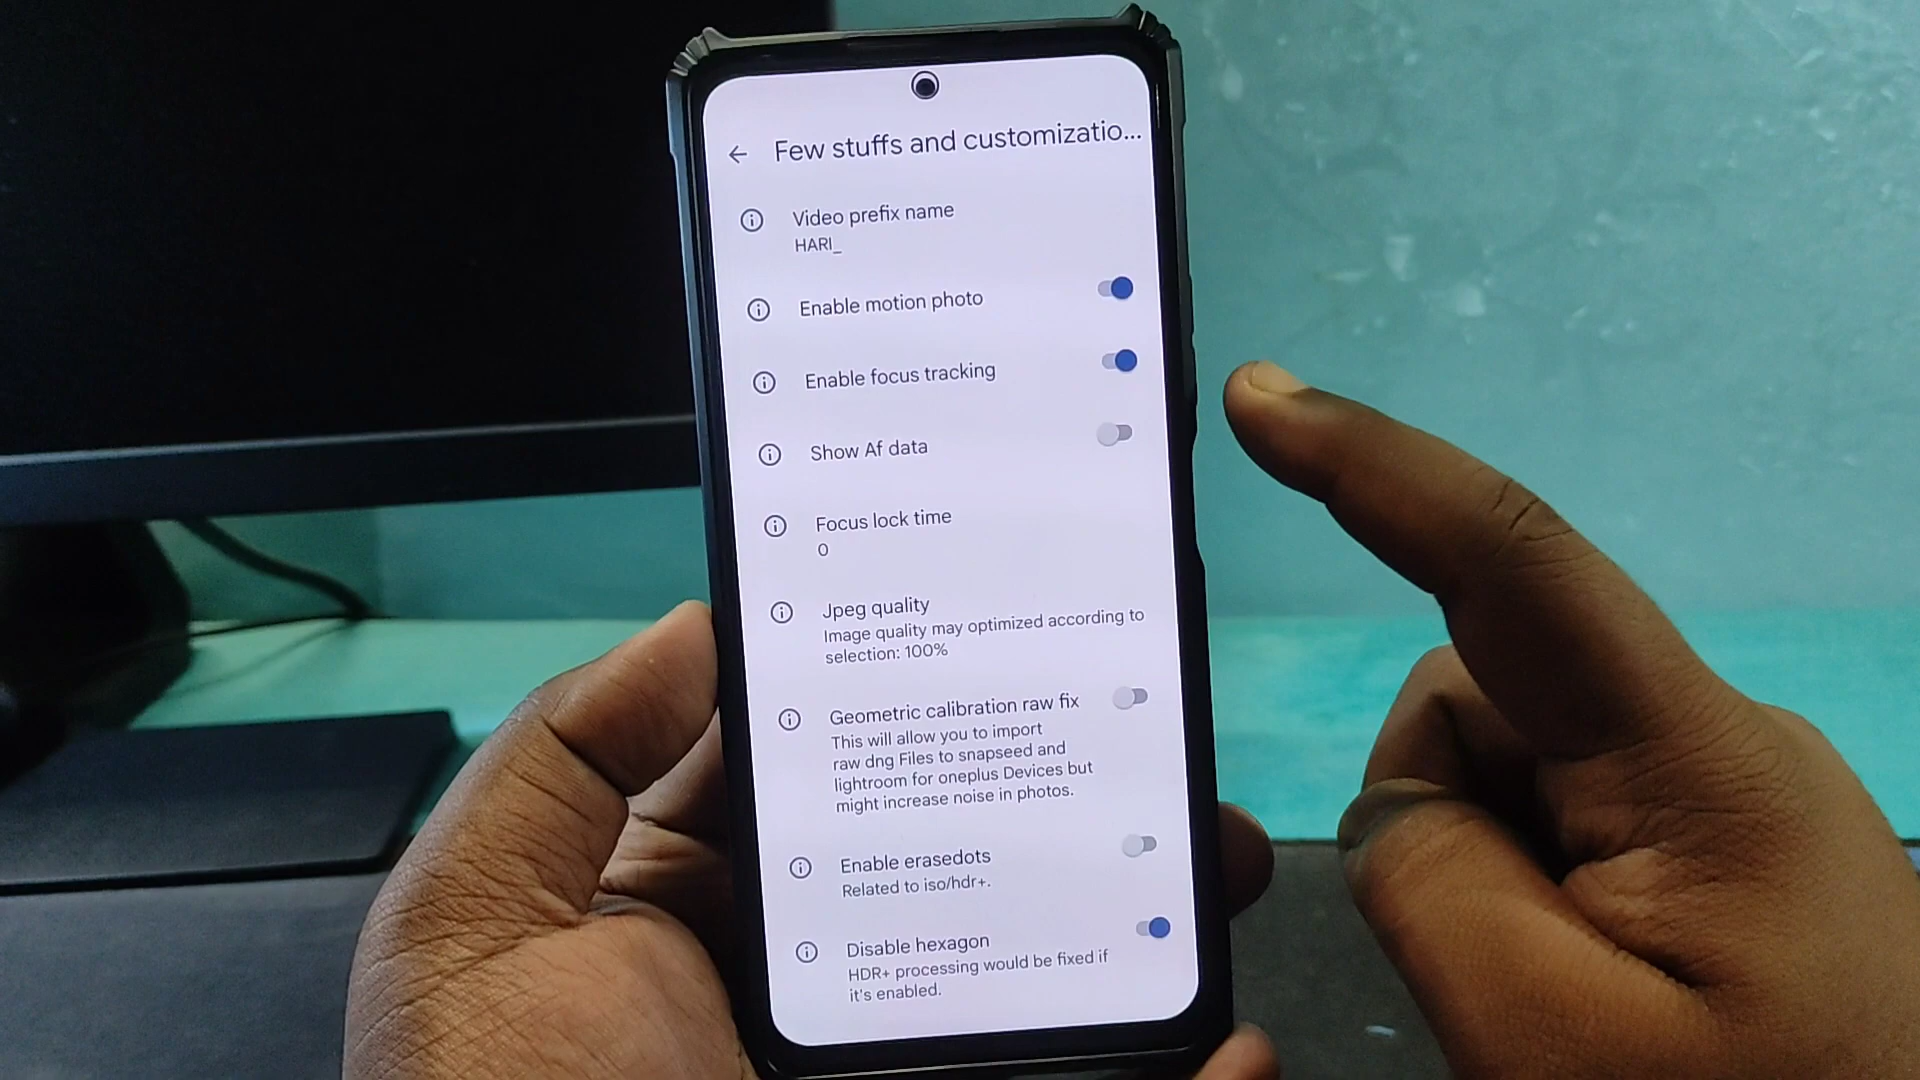 Few stuffs and customizatio...
Video prefix name
HARI_
Enable motion photo
Enable focus tracking
Show Af data
Focus lock time
0
Jpeg quality
Image quality may optimized according to
selection: 100%
Geometric calibration raw fix
This will allow you to import
raw dng Files to snapseed and
lightroom for oneplus Devices but
might increase noise in photos.
Enable erasedots
Related to iso/hdr+.
Disable hexagon
HDR+ processing would be fixed if
it's enabled.